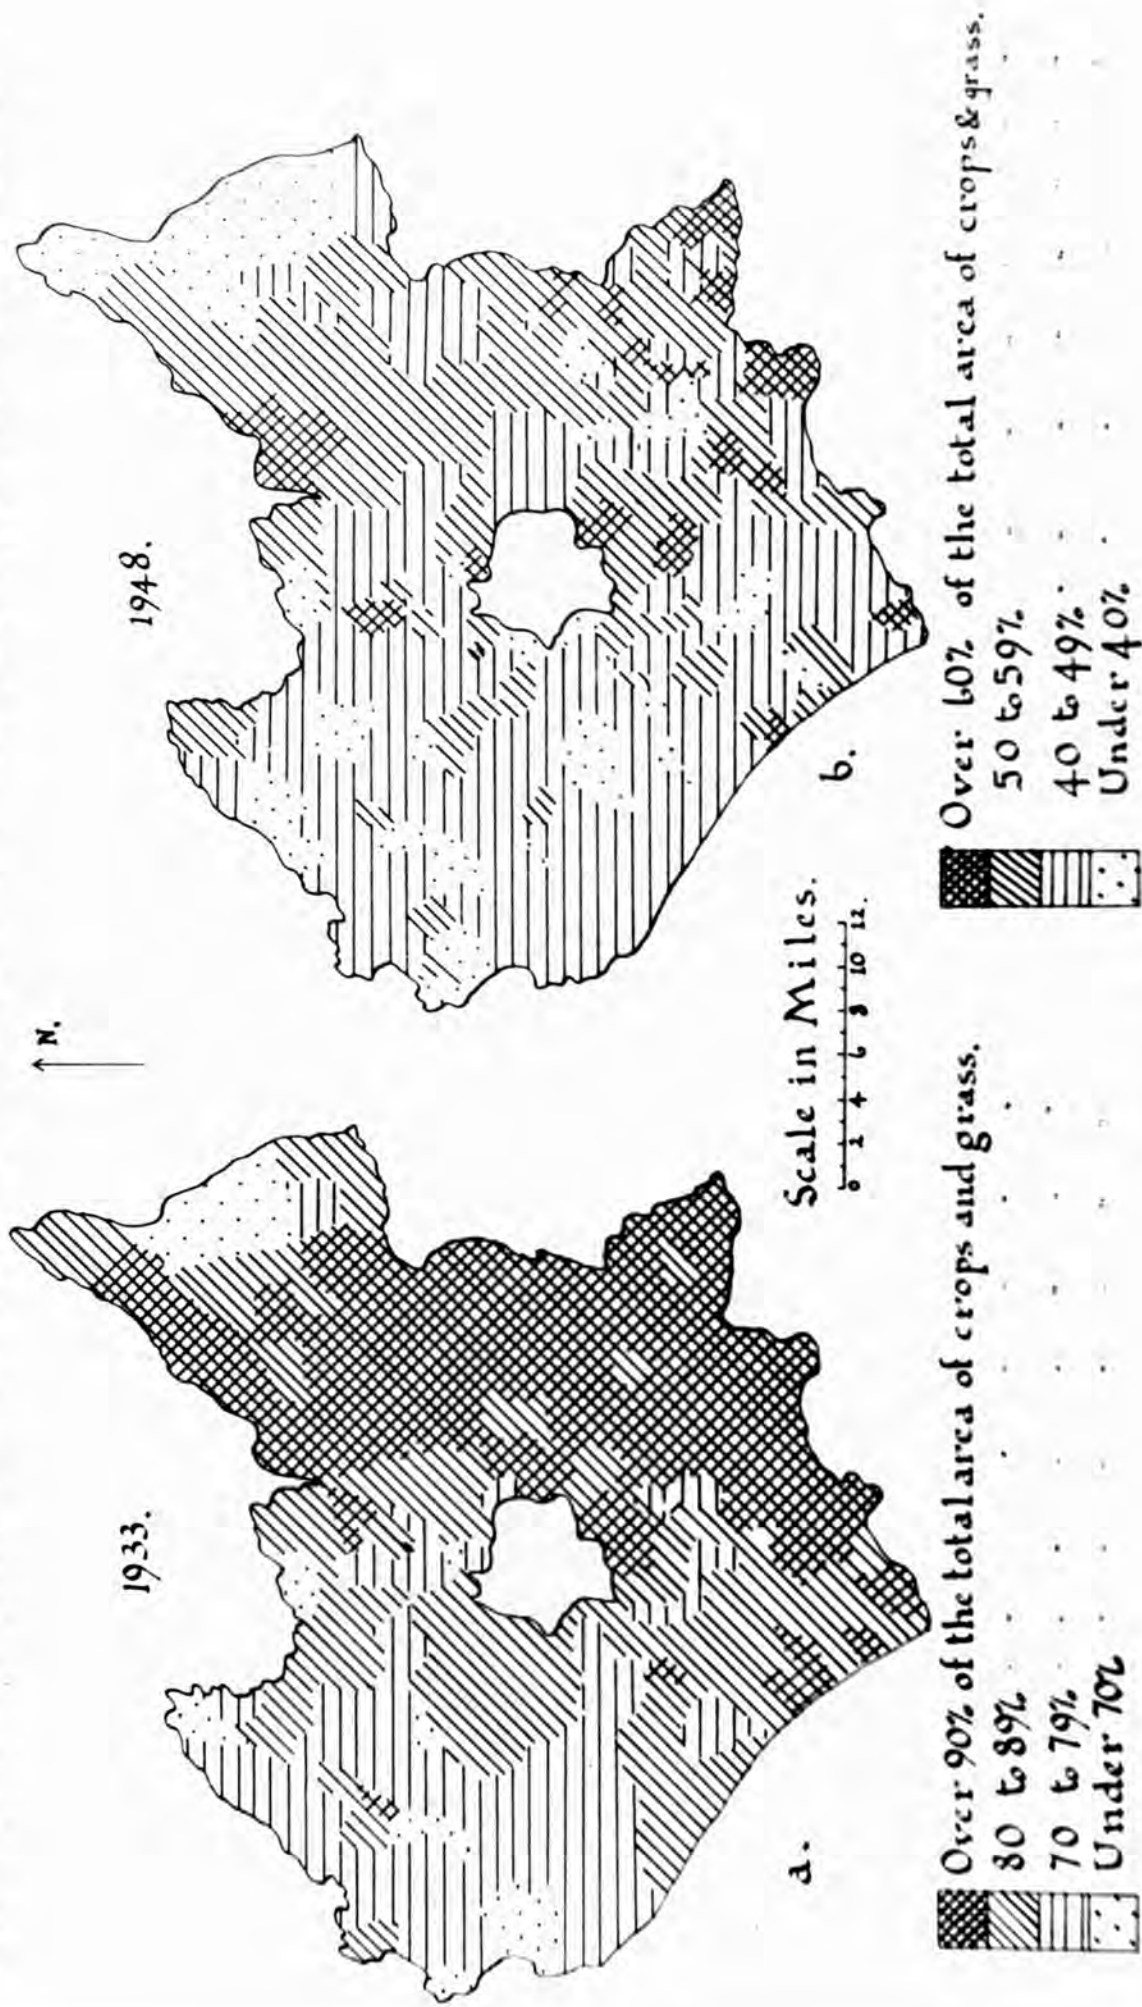 N.
1933.
1948.
a.
b.
Scale in Miles.
0 2 4 6 8 10 12.
Over 90% of the total area of crops and grass.
80 to 89% . . . .
70 to 79% . . . .
Under 70% . . . .
Over 60% of the total area of crops & grass.
50 to 59% . . . .
40 to 49% . . . .
Under 40% . . . .